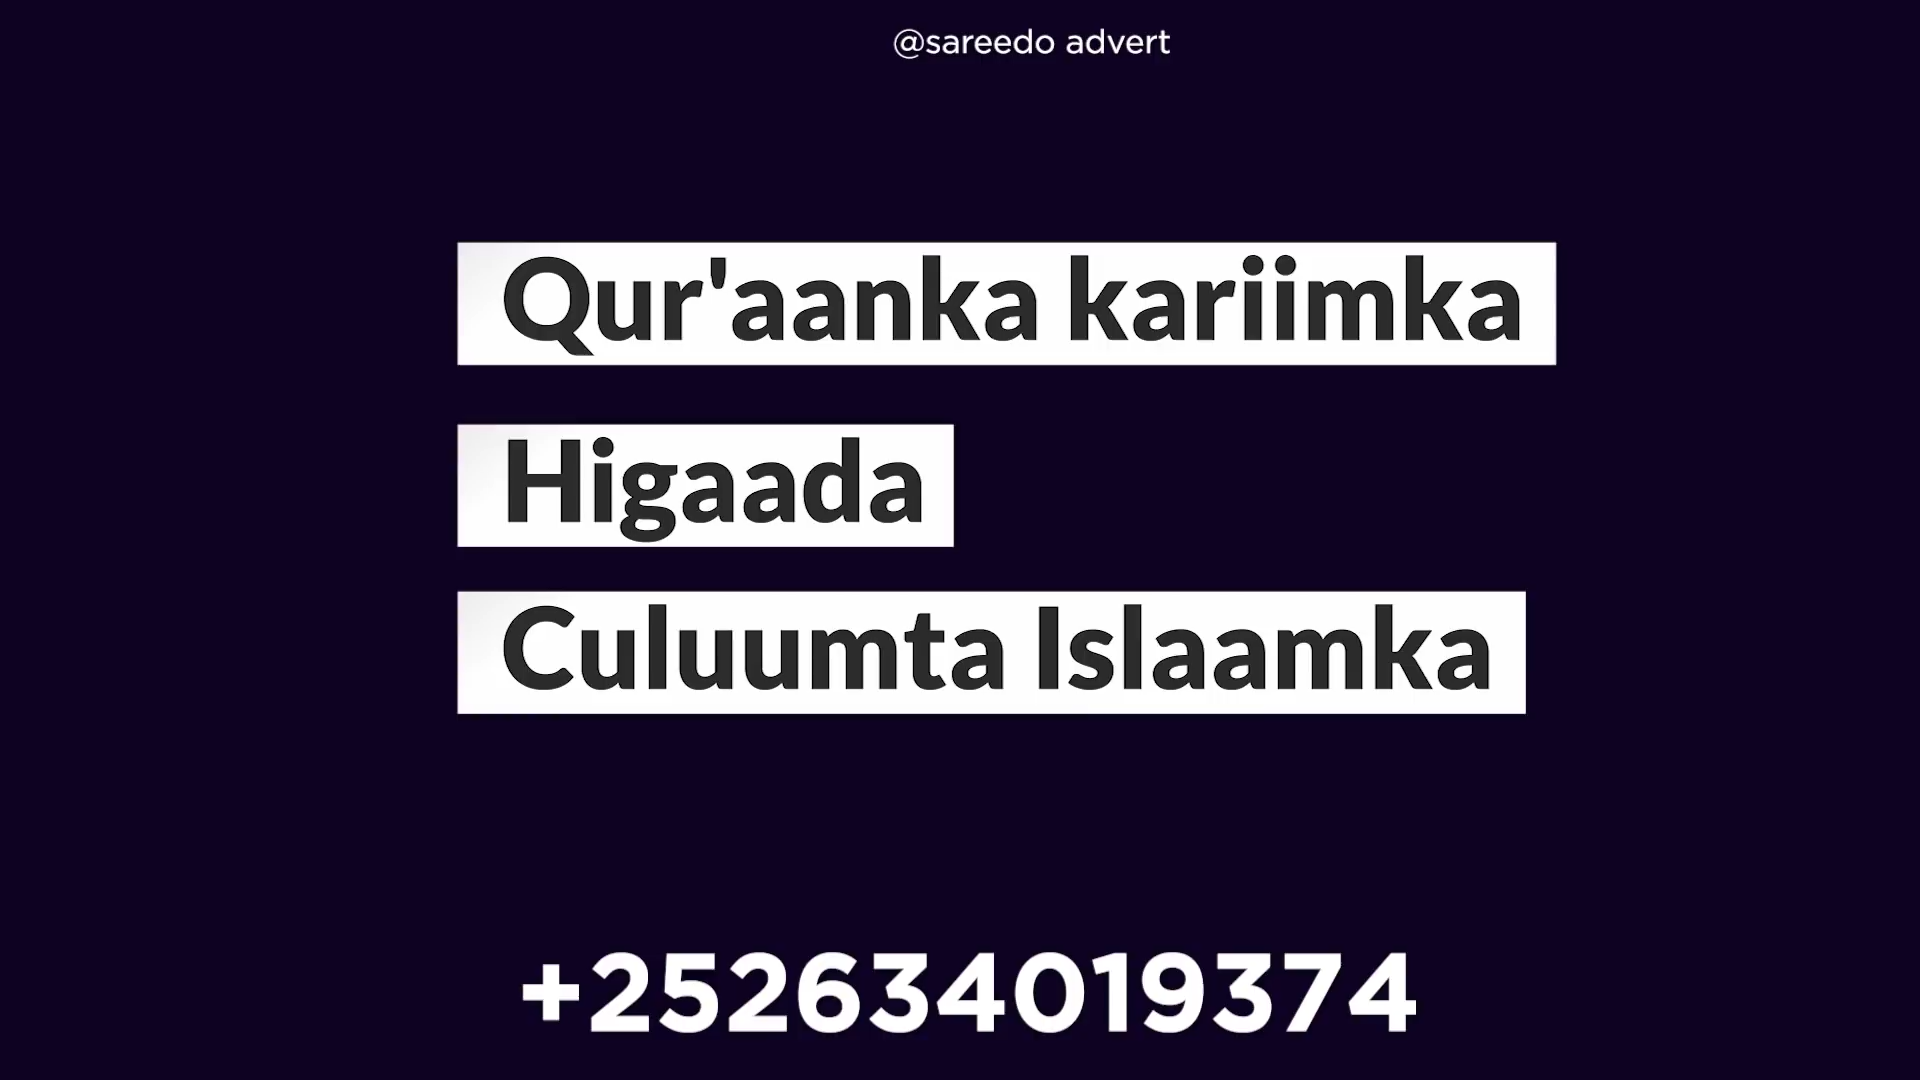 @sareedo advert
Qur'aanka kariimka
Higaada
Culuumta Islaamka
+252634019374